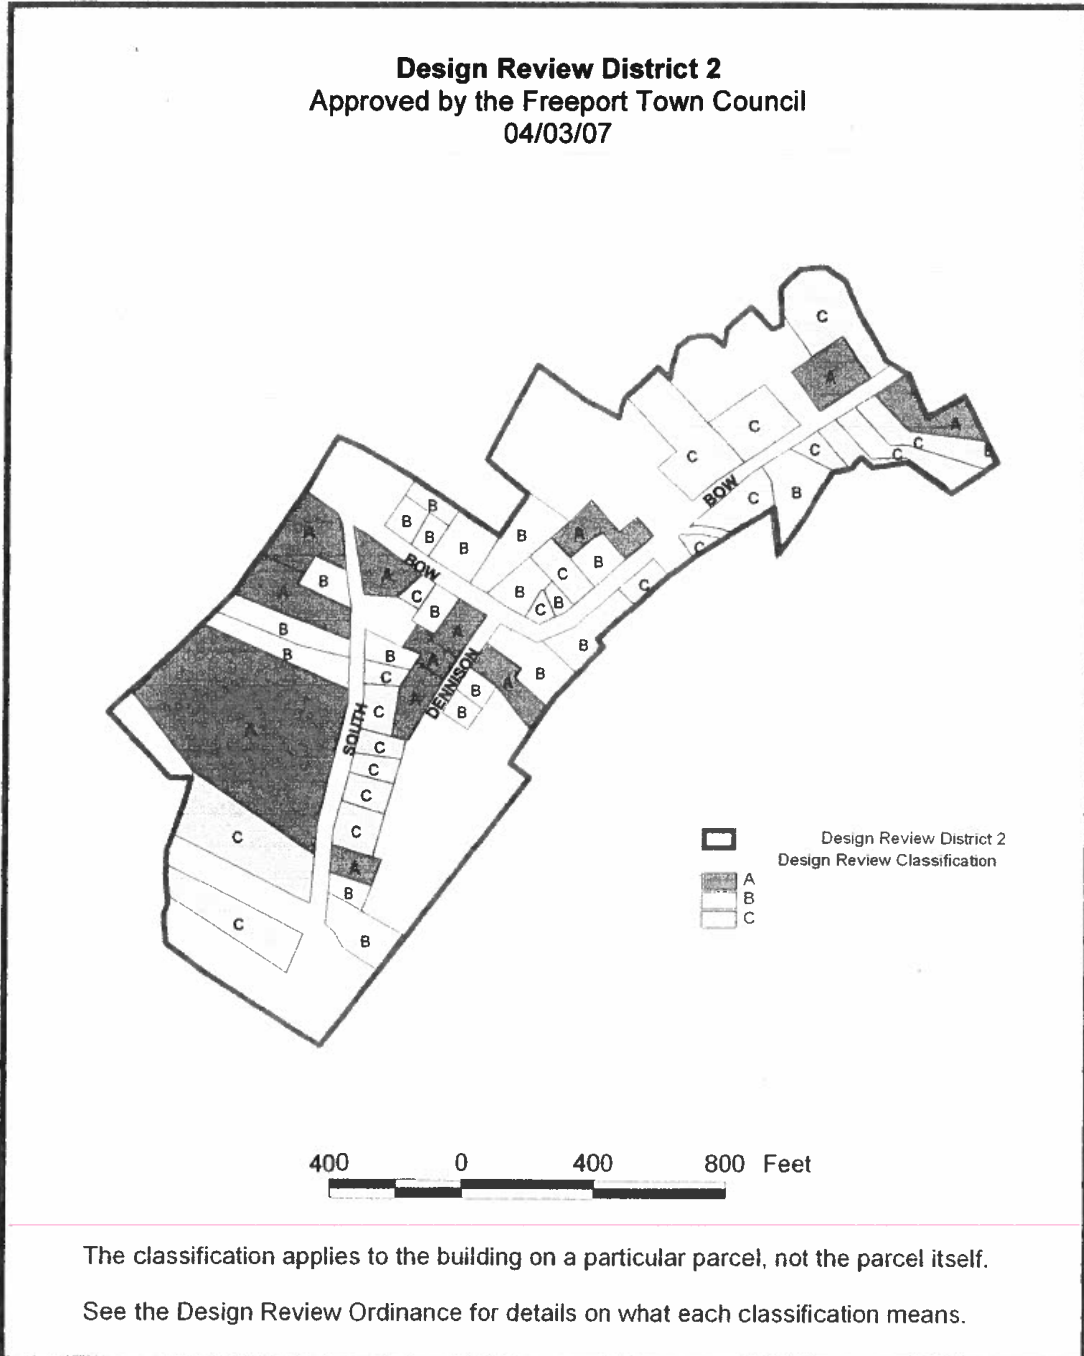 Design Review District 2
Approved by the Freeport Town Council
04/03/07
C
A
A
C
C
C
C
C
B
B
C
B
C
A
B
B
B
B
B
A
B
C
B
C
B
C
A
B
A
A
BOW
BOW
C
B
A
B
B
B
C
A
A
A
DENNISON
B
B
A
B
B
SOUTH
A
C
C
C
C
C
C
A
B
B
C
Design Review District 2
Design Review Classification
A
B
C
400 0 400 800 Feet
The classification applies to the building on a particular parcel, not the parcel itself.
See the Design Review Ordinance for details on what each classification means.